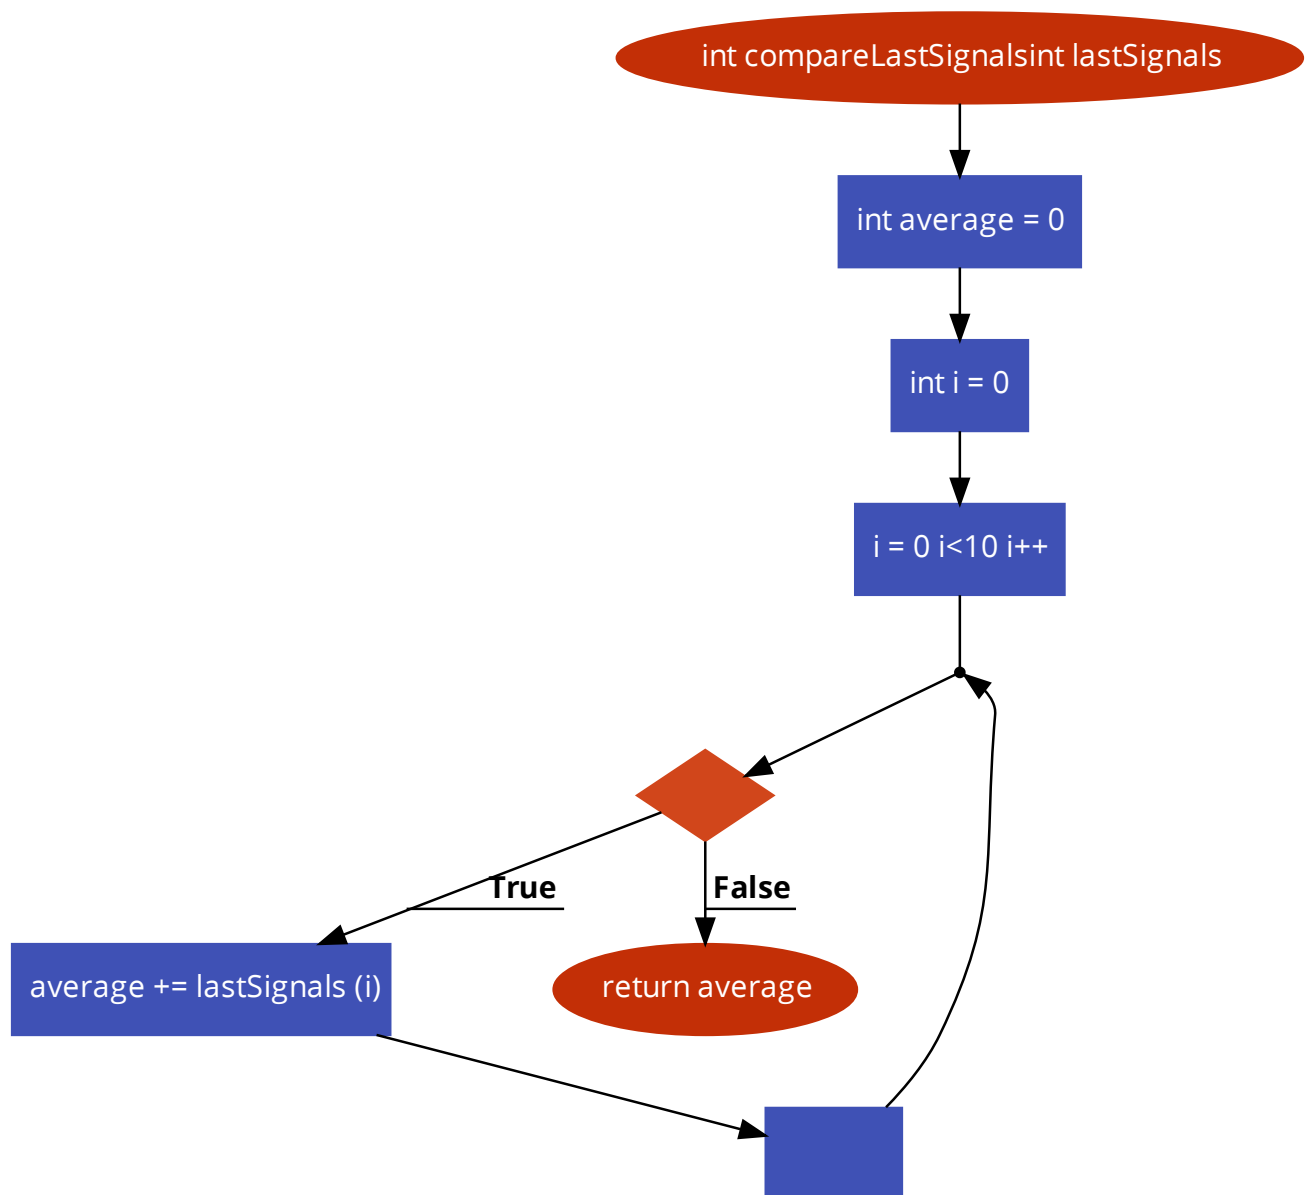 int compareLastSignalsint lastSignals
int average = 0
int i = 0
i = 0 i<10 i++
True
False
average += lastSignals (i)
return average